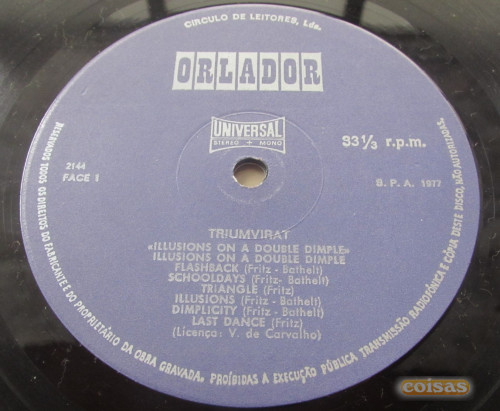 CÍRCULO DE LEITORES, Lda.
ORLADOR
UNIVERSAL
STEREO + MONO
33 1/3 r.p.m.
2144
FACE 1
S. P. A. 1977
TRIUMVIRAT
«ILLUSIONS ON A DOUBLE DIMPLE»
ILLUSIONS ON A DOUBLE DIMPLE
FLASHBACK (Fritz - Bathelt)
SCHOOLDAYS (Fritz - Bathelt)
TRIANGLE (Fritz)
ILLUSIONS (Fritz - Bathelt)
DIMPLICITY (Fritz - Bathelt)
LAST DANCE (Fritz)
(Licença: V. de Carvalho)
RESERVADOS TODOS OS DIREITOS DO FABRICANTE E DO PROPRIETÁRIO DA OBRA GRAVADA. PROIBIDAS A EXECUÇÃO PÚBLICA TRANSMISSÃO RADIOFÓNICA E CÓPIA DESTE DISCO, NÃO AUTORIZADAS.
coisas